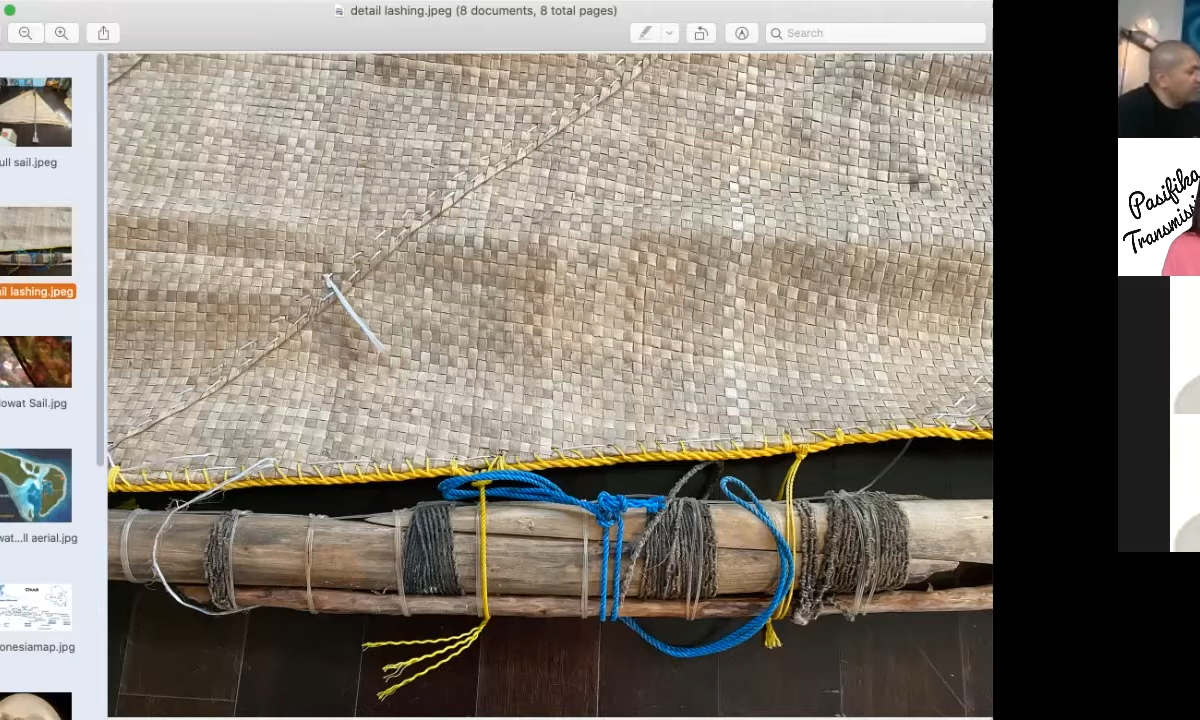 detail lashing.jpeg (8 documents, 8 total pages)
Search
ull sail.jpeg
ail lashing.jpeg
lowat Sail.jpg
wat...ll aerial.jpg
onesiamap.jpg
Pasifika
Transmissi